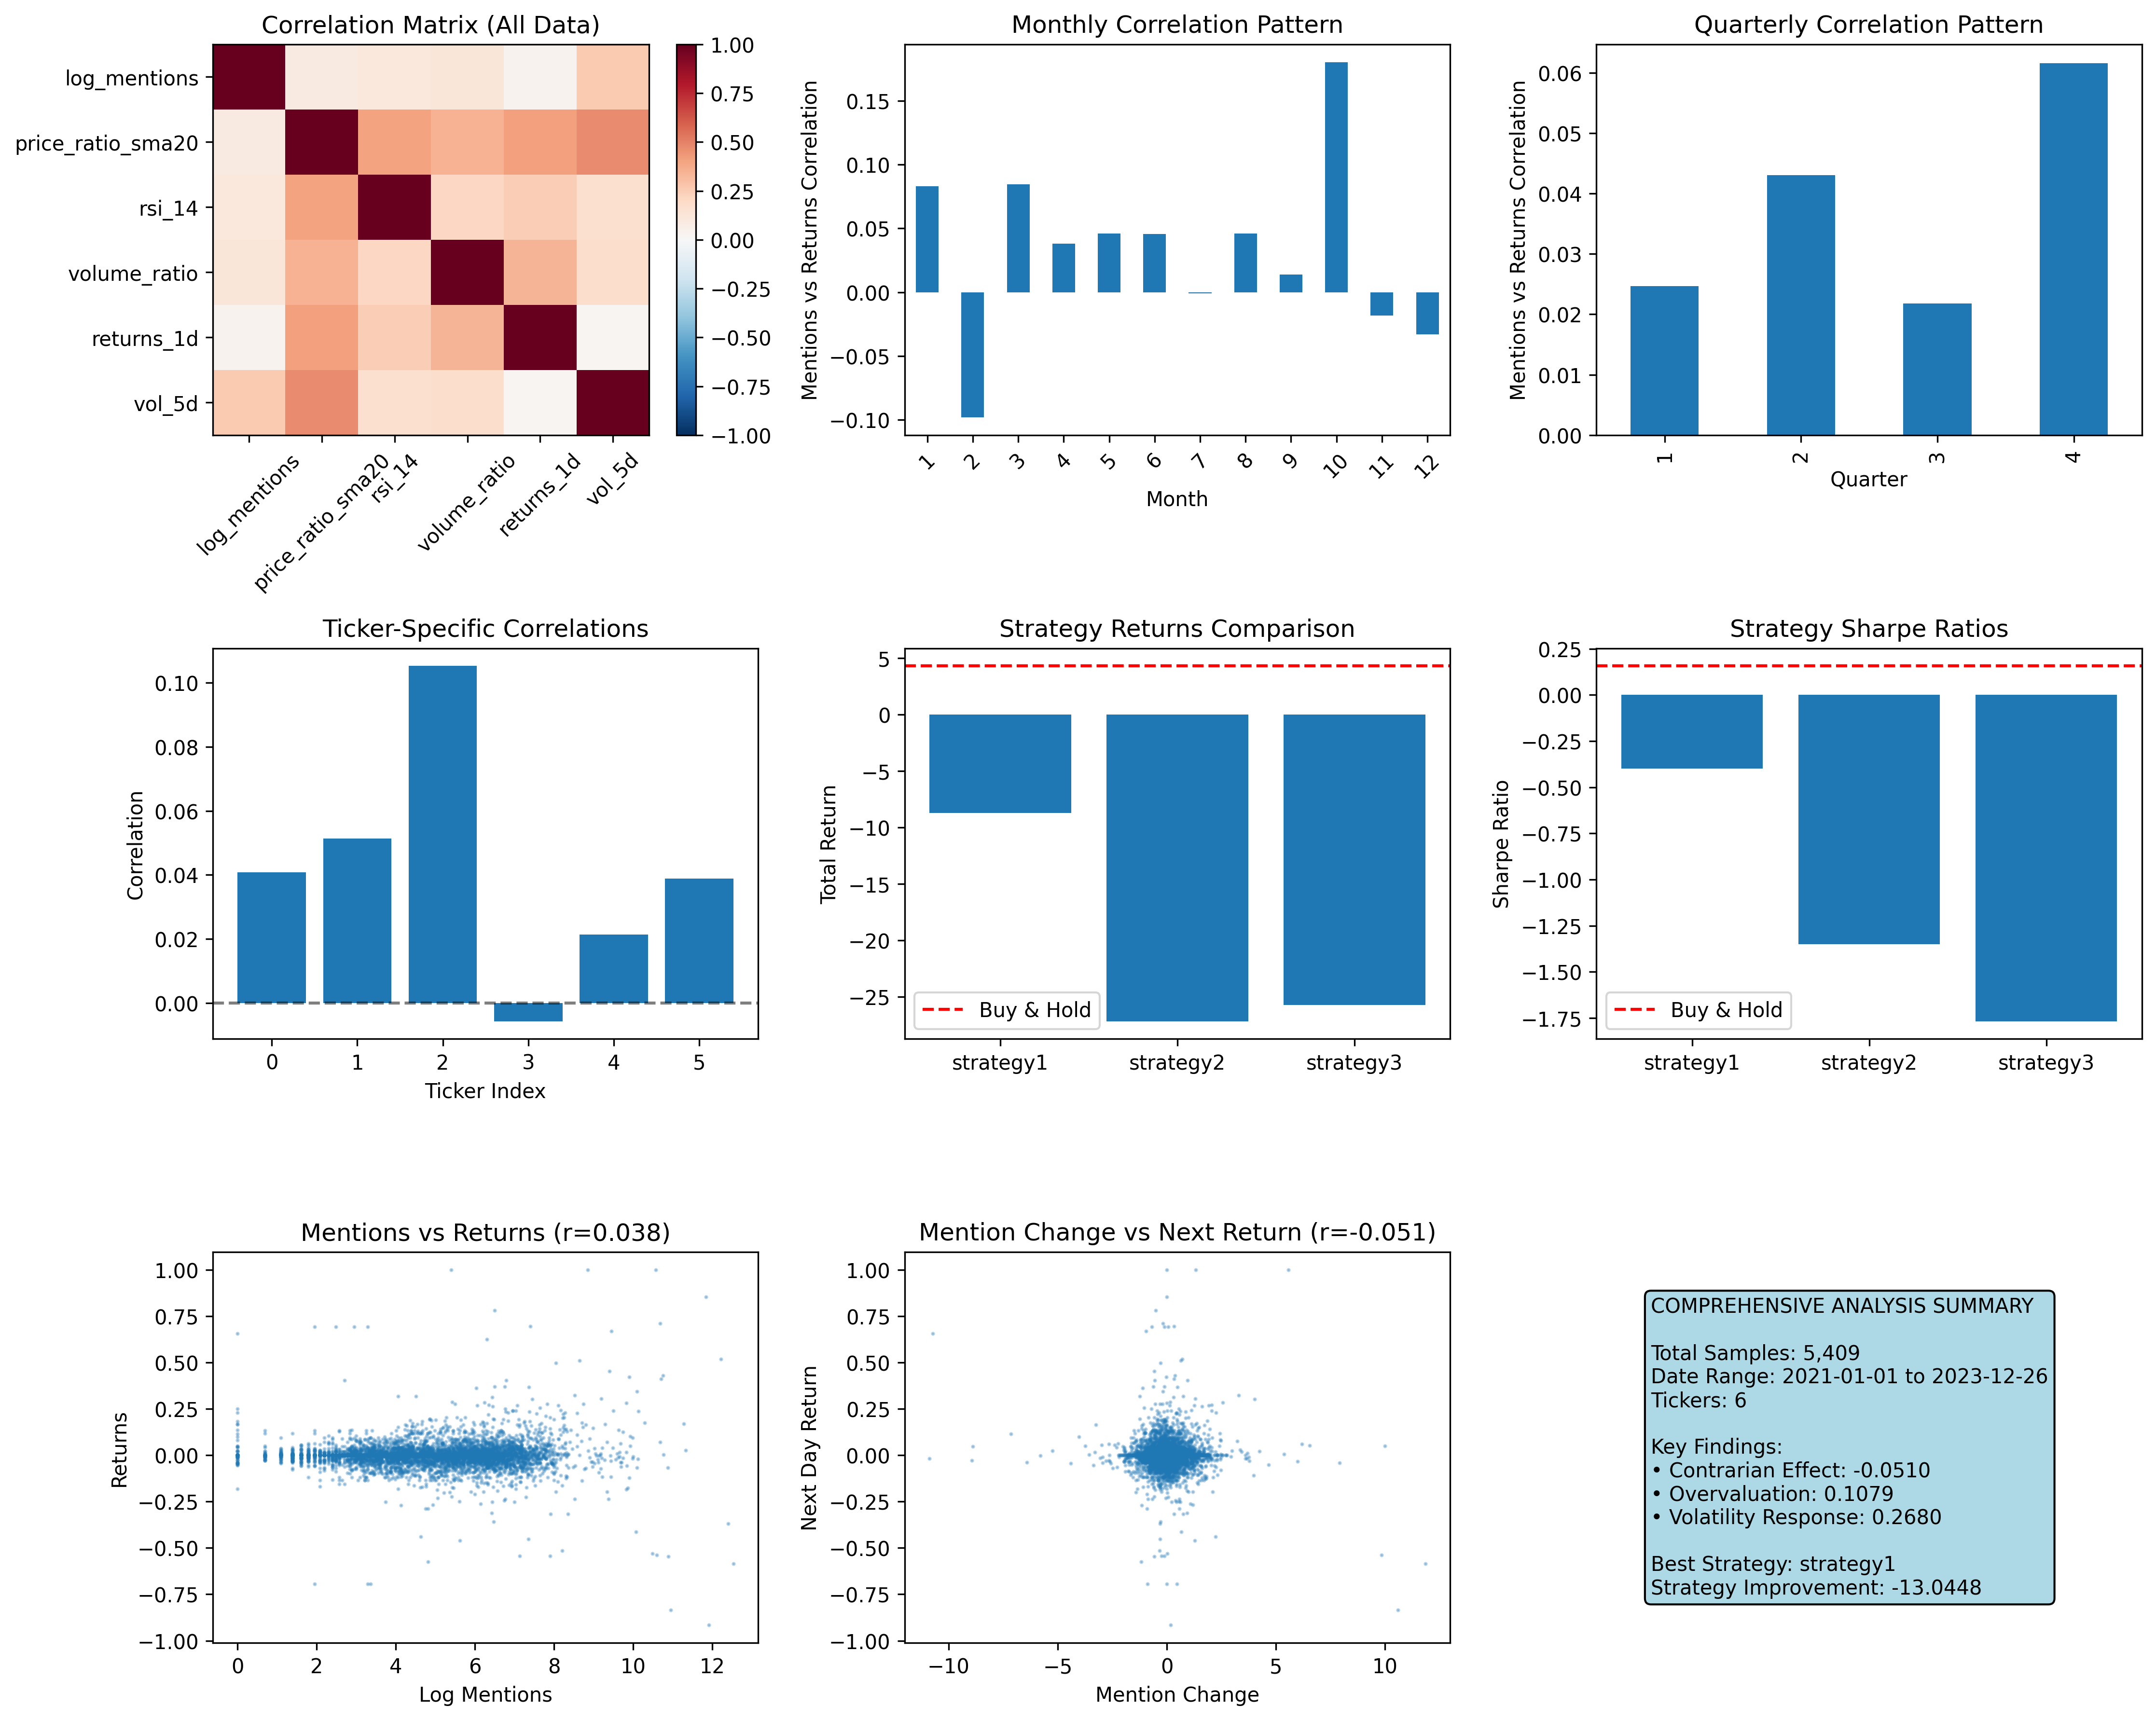 Correlation Matrix (All Data)
log_mentions
price_ratio_sma20
rsi_14
volume_ratio
returns_1d
vol_5d
log_mentions
price_ratio_sma20
rsi_14
volume_ratio
returns_1d
vol_5d
1.00
0.75
0.50
0.25
0.00
−0.25
−0.50
−0.75
−1.00
Monthly Correlation Pattern
Mentions vs Returns Correlation
0.15
0.10
0.05
0.00
−0.05
−0.10
1 2 3 4 5 6 7 8 9 10 11 12
Month
Quarterly Correlation Pattern
Mentions vs Returns Correlation
0.06
0.05
0.04
0.03
0.02
0.01
0.00
1 2 3 4
Quarter
Ticker-Specific Correlations
Correlation
0.10
0.08
0.06
0.04
0.02
0.00
0 1 2 3 4 5
Ticker Index
Strategy Returns Comparison
Total Return
5
0
−5
−10
−15
−20
−25
Buy & Hold
strategy1 strategy2 strategy3
Strategy Sharpe Ratios
Sharpe Ratio
0.25
0.00
−0.25
−0.50
−0.75
−1.00
−1.25
−1.50
−1.75
Buy & Hold
strategy1 strategy2 strategy3
Mentions vs Returns (r=0.038)
Returns
1.00
0.75
0.50
0.25
0.00
−0.25
−0.50
−0.75
−1.00
0 2 4 6 8 10 12
Log Mentions
Mention Change vs Next Return (r=-0.051)
Next Day Return
1.00
0.75
0.50
0.25
0.00
−0.25
−0.50
−0.75
−1.00
−10 −5 0 5 10
Mention Change
COMPREHENSIVE ANALYSIS SUMMARY
Total Samples: 5,409
Date Range: 2021-01-01 to 2023-12-26
Tickers: 6
Key Findings:
• Contrarian Effect: -0.0510
• Overvaluation: 0.1079
• Volatility Response: 0.2680
Best Strategy: strategy1
Strategy Improvement: -13.0448